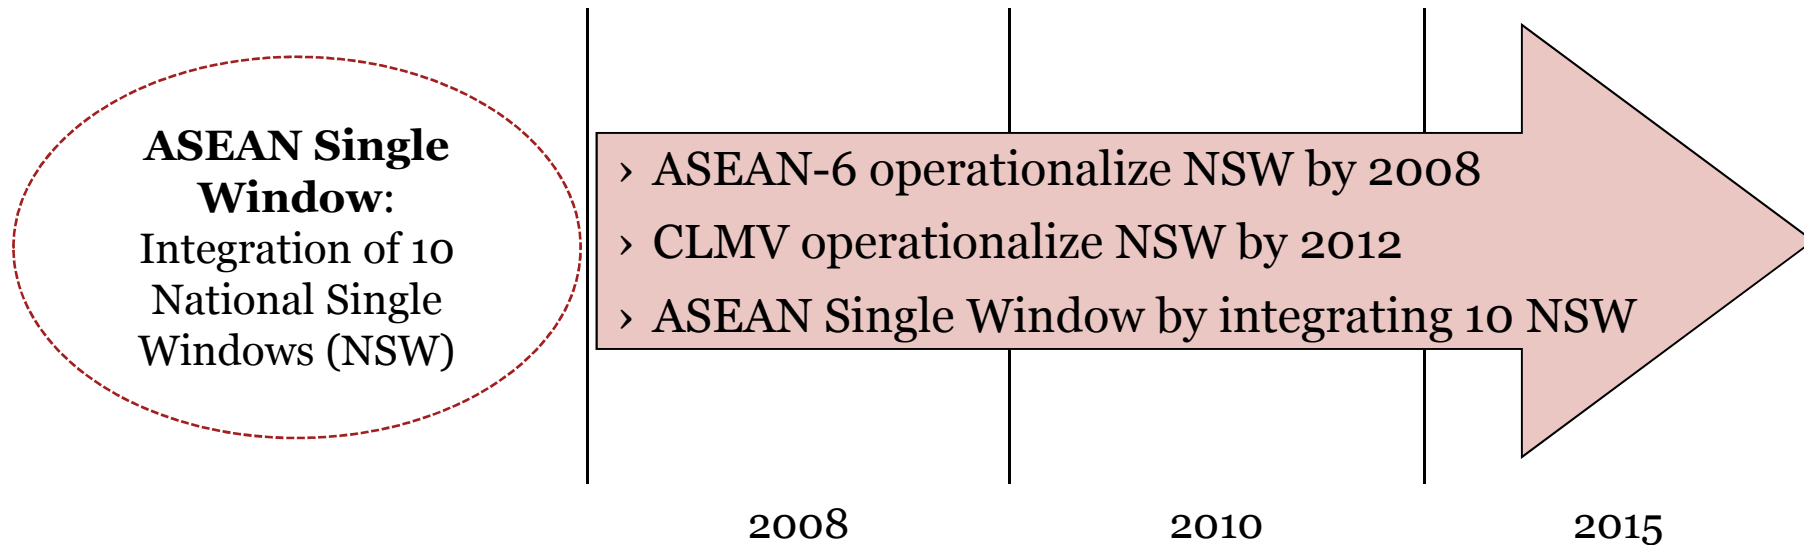 ASEAN Single
Window:
Integration of 10
National Single
Windows (NSW)
› ASEAN-6 operationalize NSW by 2008
› CLMV operationalize NSW by 2012
› ASEAN Single Window by integrating 10 NSW
2008
2010
2015